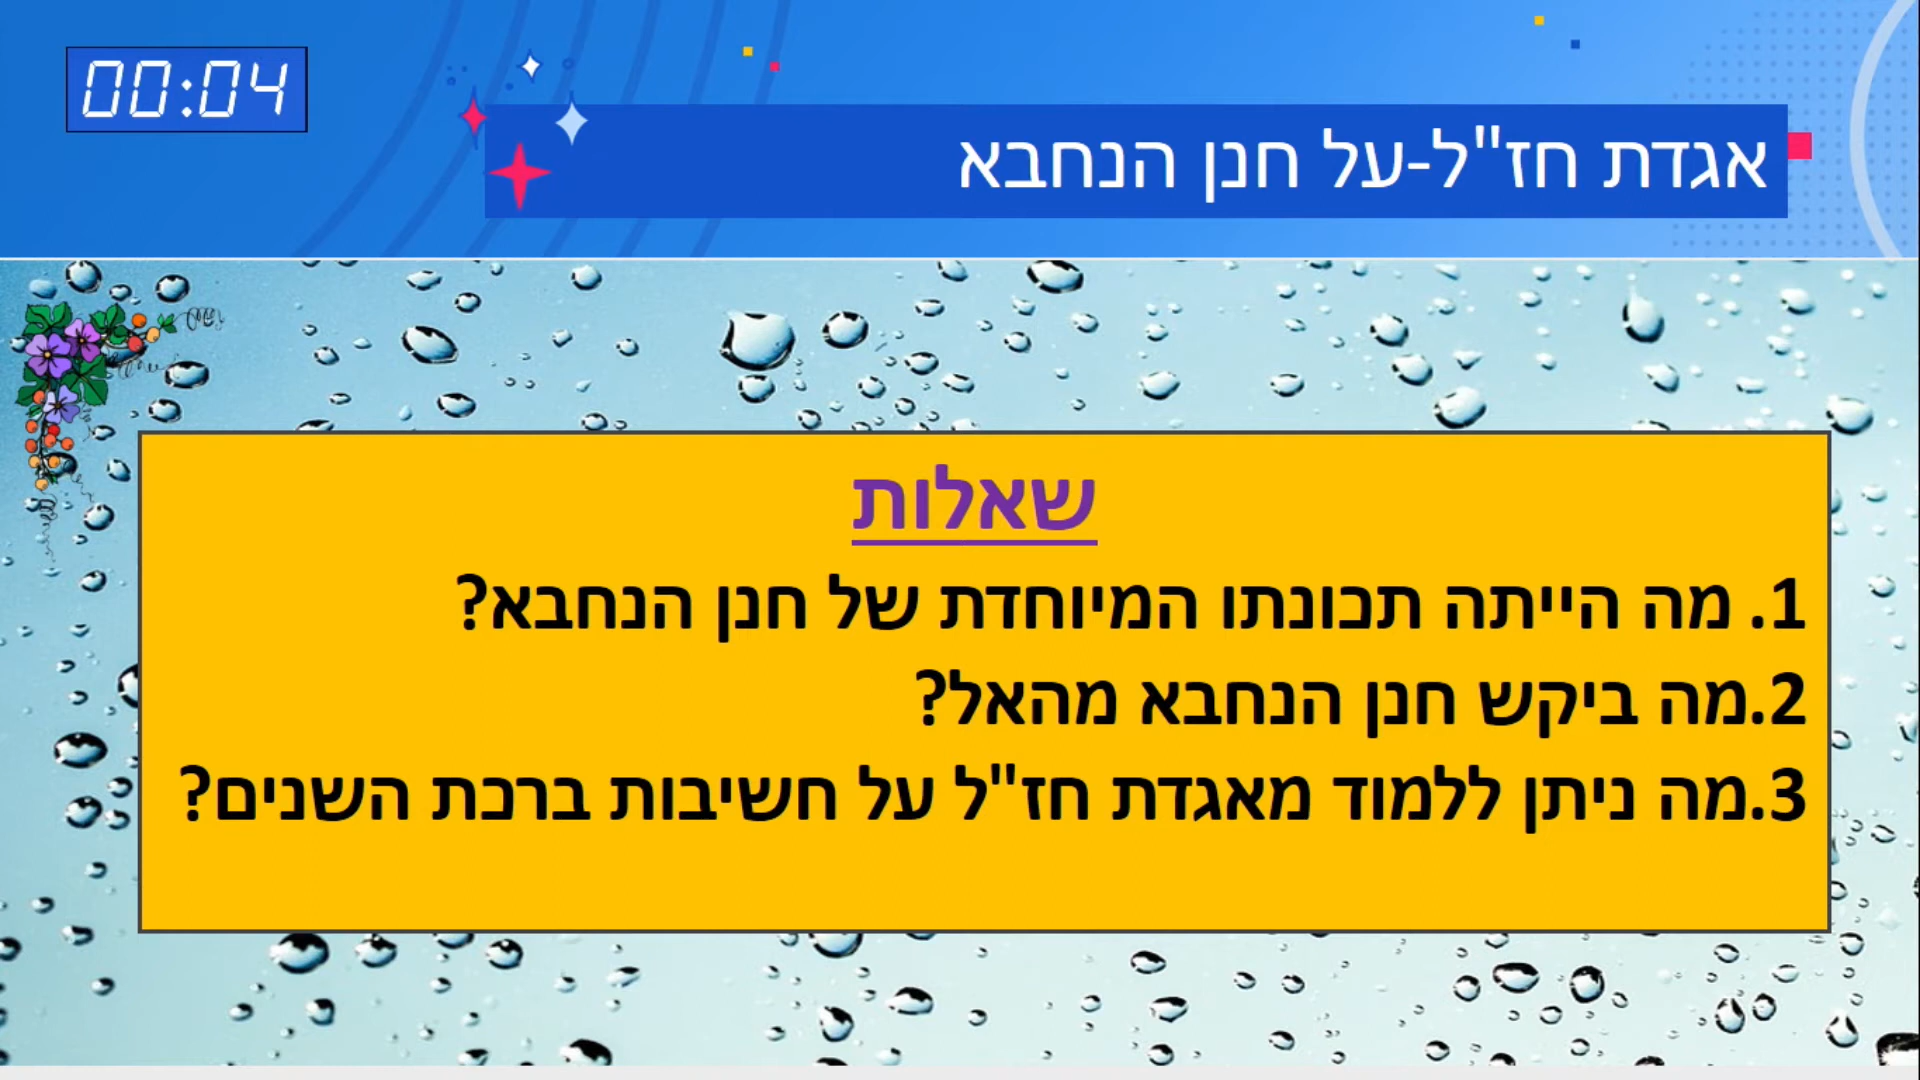 00:04
אגדת חז"ל-על חנן הנחבא
שאלות
1. מה הייתה תכונתו המיוחדת של חנן הנחבא?
2.מה ביקש חנן הנחבא מהאל?
3.מה ניתן ללמוד מאגדת חז"ל על חשיבות ברכת השנים?